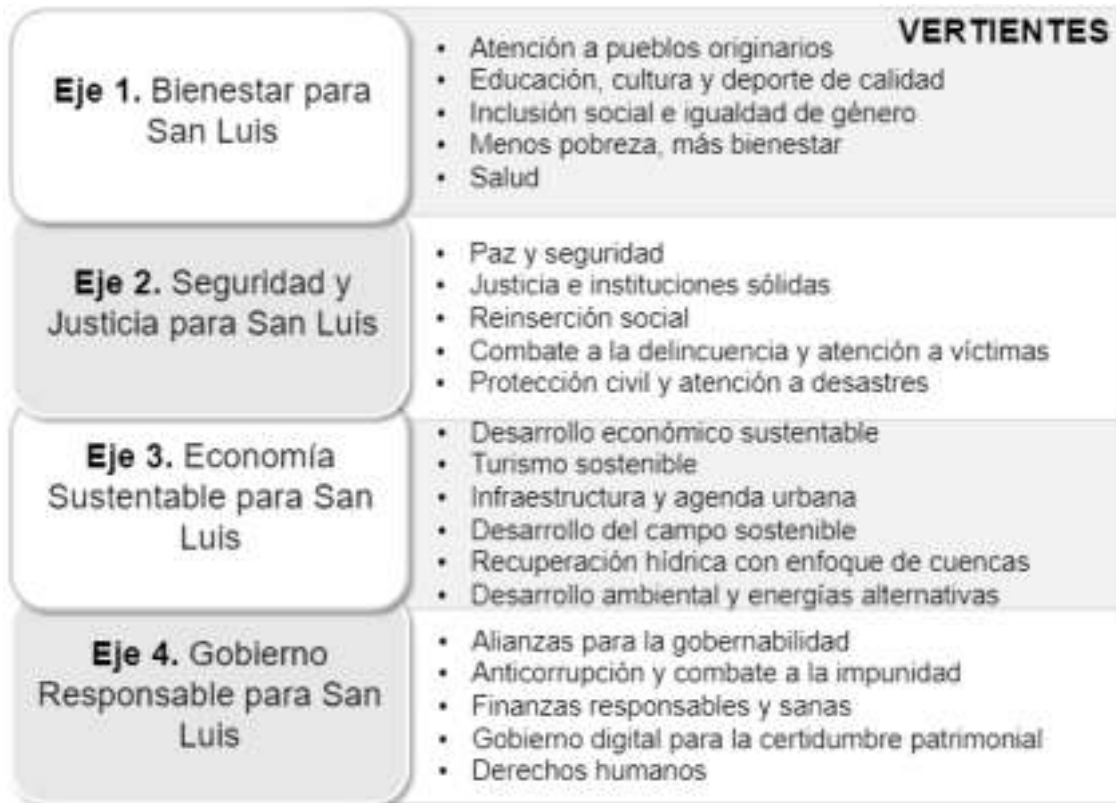 VERTIENTES
Eje 1. Bienestar para
San Luis
• Atención a pueblos originarios
• Educación, cultura y deporte de calidad
• Inclusión social e igualdad de género
• Menos pobreza, más bienestar
• Salud
Eje 2. Seguridad y
Justicia para San Luis
• Paz y seguridad
• Justicia e instituciones sólidas
• Reinserción social
• Combate a la delincuencia y atención a víctimas
• Protección civil y atención a desastres
Eje 3. Economía
Sustentable para San
Luis
• Desarrollo económico sustentable
• Turismo sostenible
• Infraestructura y agenda urbana
• Desarrollo del campo sostenible
• Recuperación hídrica con enfoque de cuencas
• Desarrollo ambiental y energías alternativas
Eje 4. Gobierno
Responsable para San
Luis
• Alianzas para la gobernabilidad
• Anticorrupción y combate a la impunidad
• Finanzas responsables y sanas
• Gobierno digital para la certidumbre patrimonial
• Derechos humanos